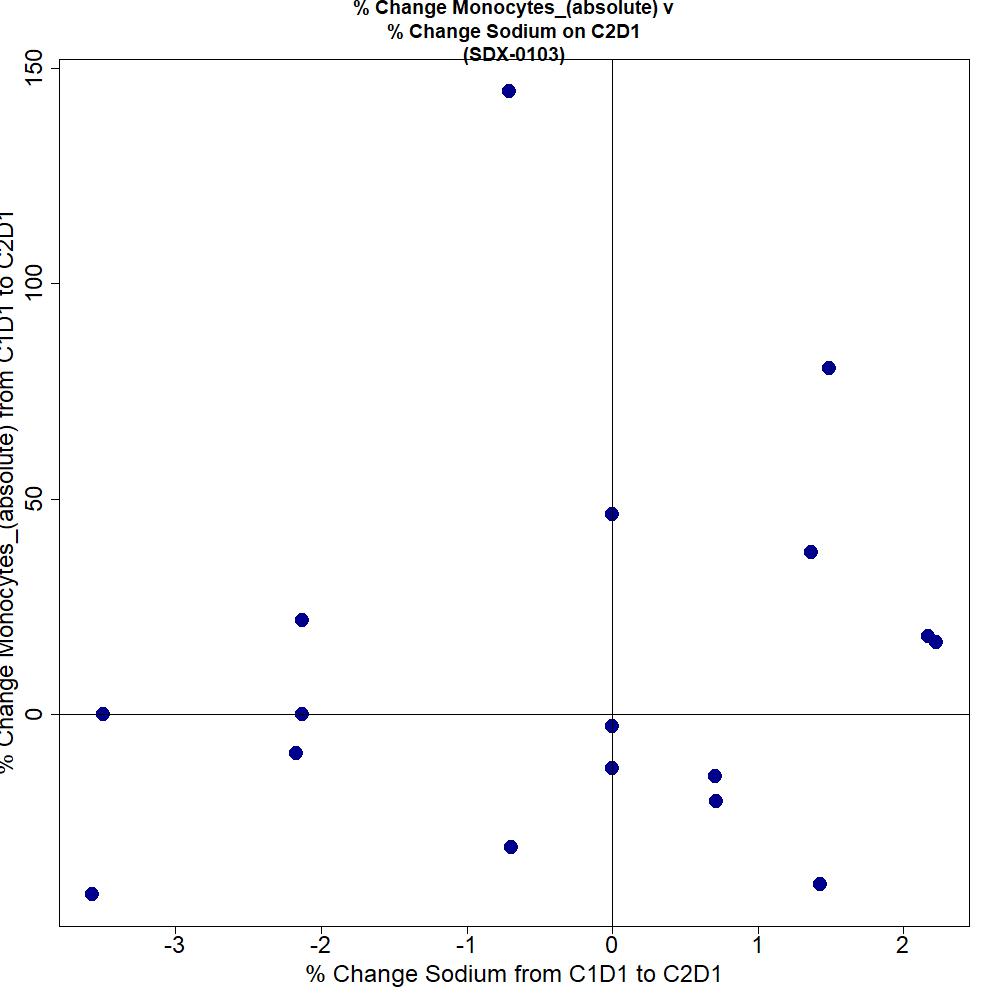 % Change Monocytes_(absolute) v
% Change Sodium on C2D1
(SDX-0103)
% Change Monocytes_(absolute) from C1D1 to C2D1
150
100
50
0
-3
-2
-1
0
1
2
% Change Sodium from C1D1 to C2D1